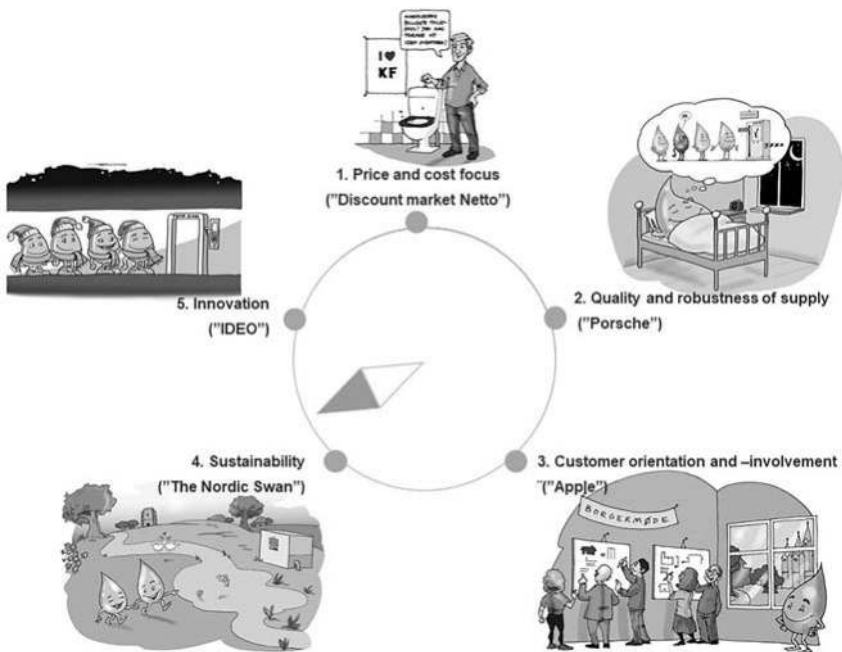 I ♥
KF
1. Price and cost focus
("Discount market Netto")
2. Quality and robustness of supply
("Porsche")
3. Customer orientation and –involvement
"("Apple")
BORGERMØDE
4. Sustainability
("The Nordic Swan")
5. Innovation
("IDEO")